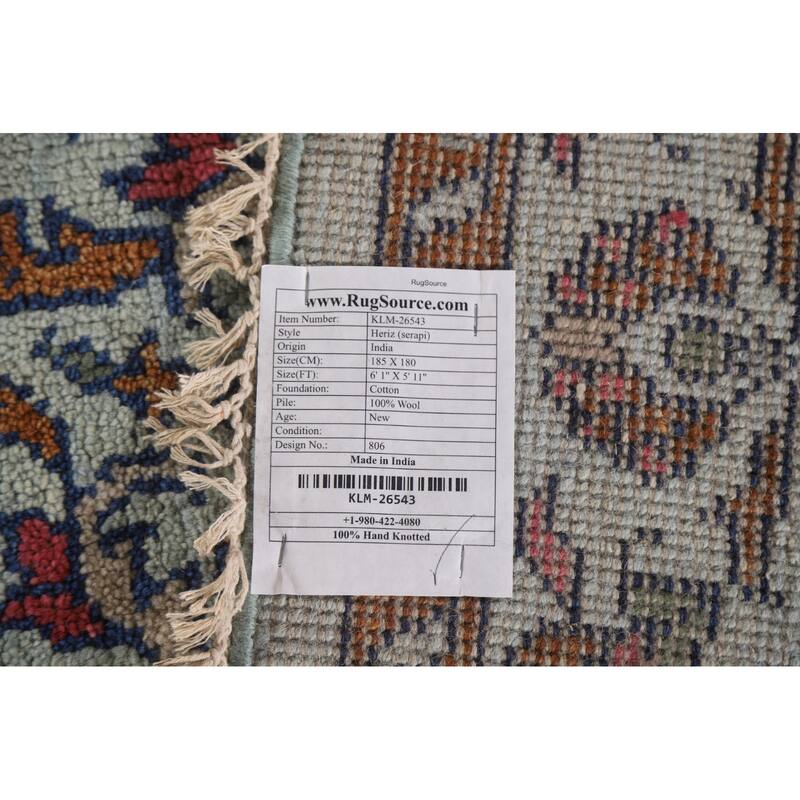 RugSource
www.RugSource.com
Item Number: KLM-26543
Style Heriz (serapi)
Origin India
Size(CM): 185 X 180
Size(FT): 6' 1" X 5' 11"
Foundation: Cotton
Pile: 100% Wool
Age: New
Condition:
Design No.: 806
Made in India
KLM-26543
+1-980-422-4080
100% Hand Knotted